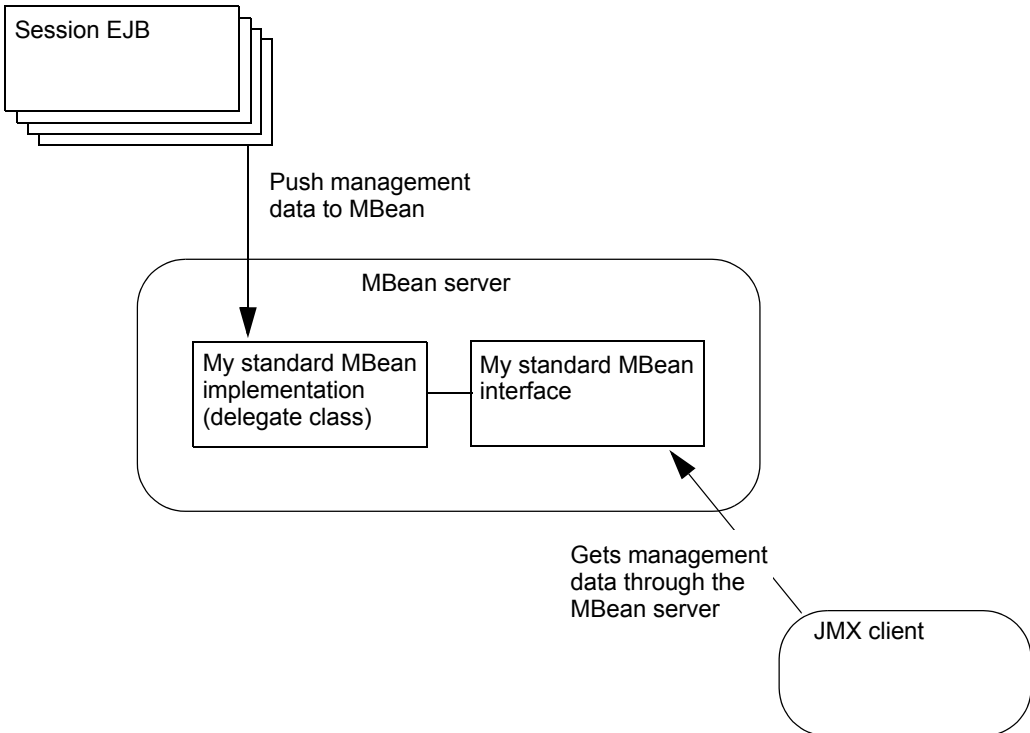 Session EJB
Push management
data to MBean
MBean server
My standard MBean
implementation
(delegate class)
My standard MBean
interface
Gets management
data through the
MBean server
JMX client